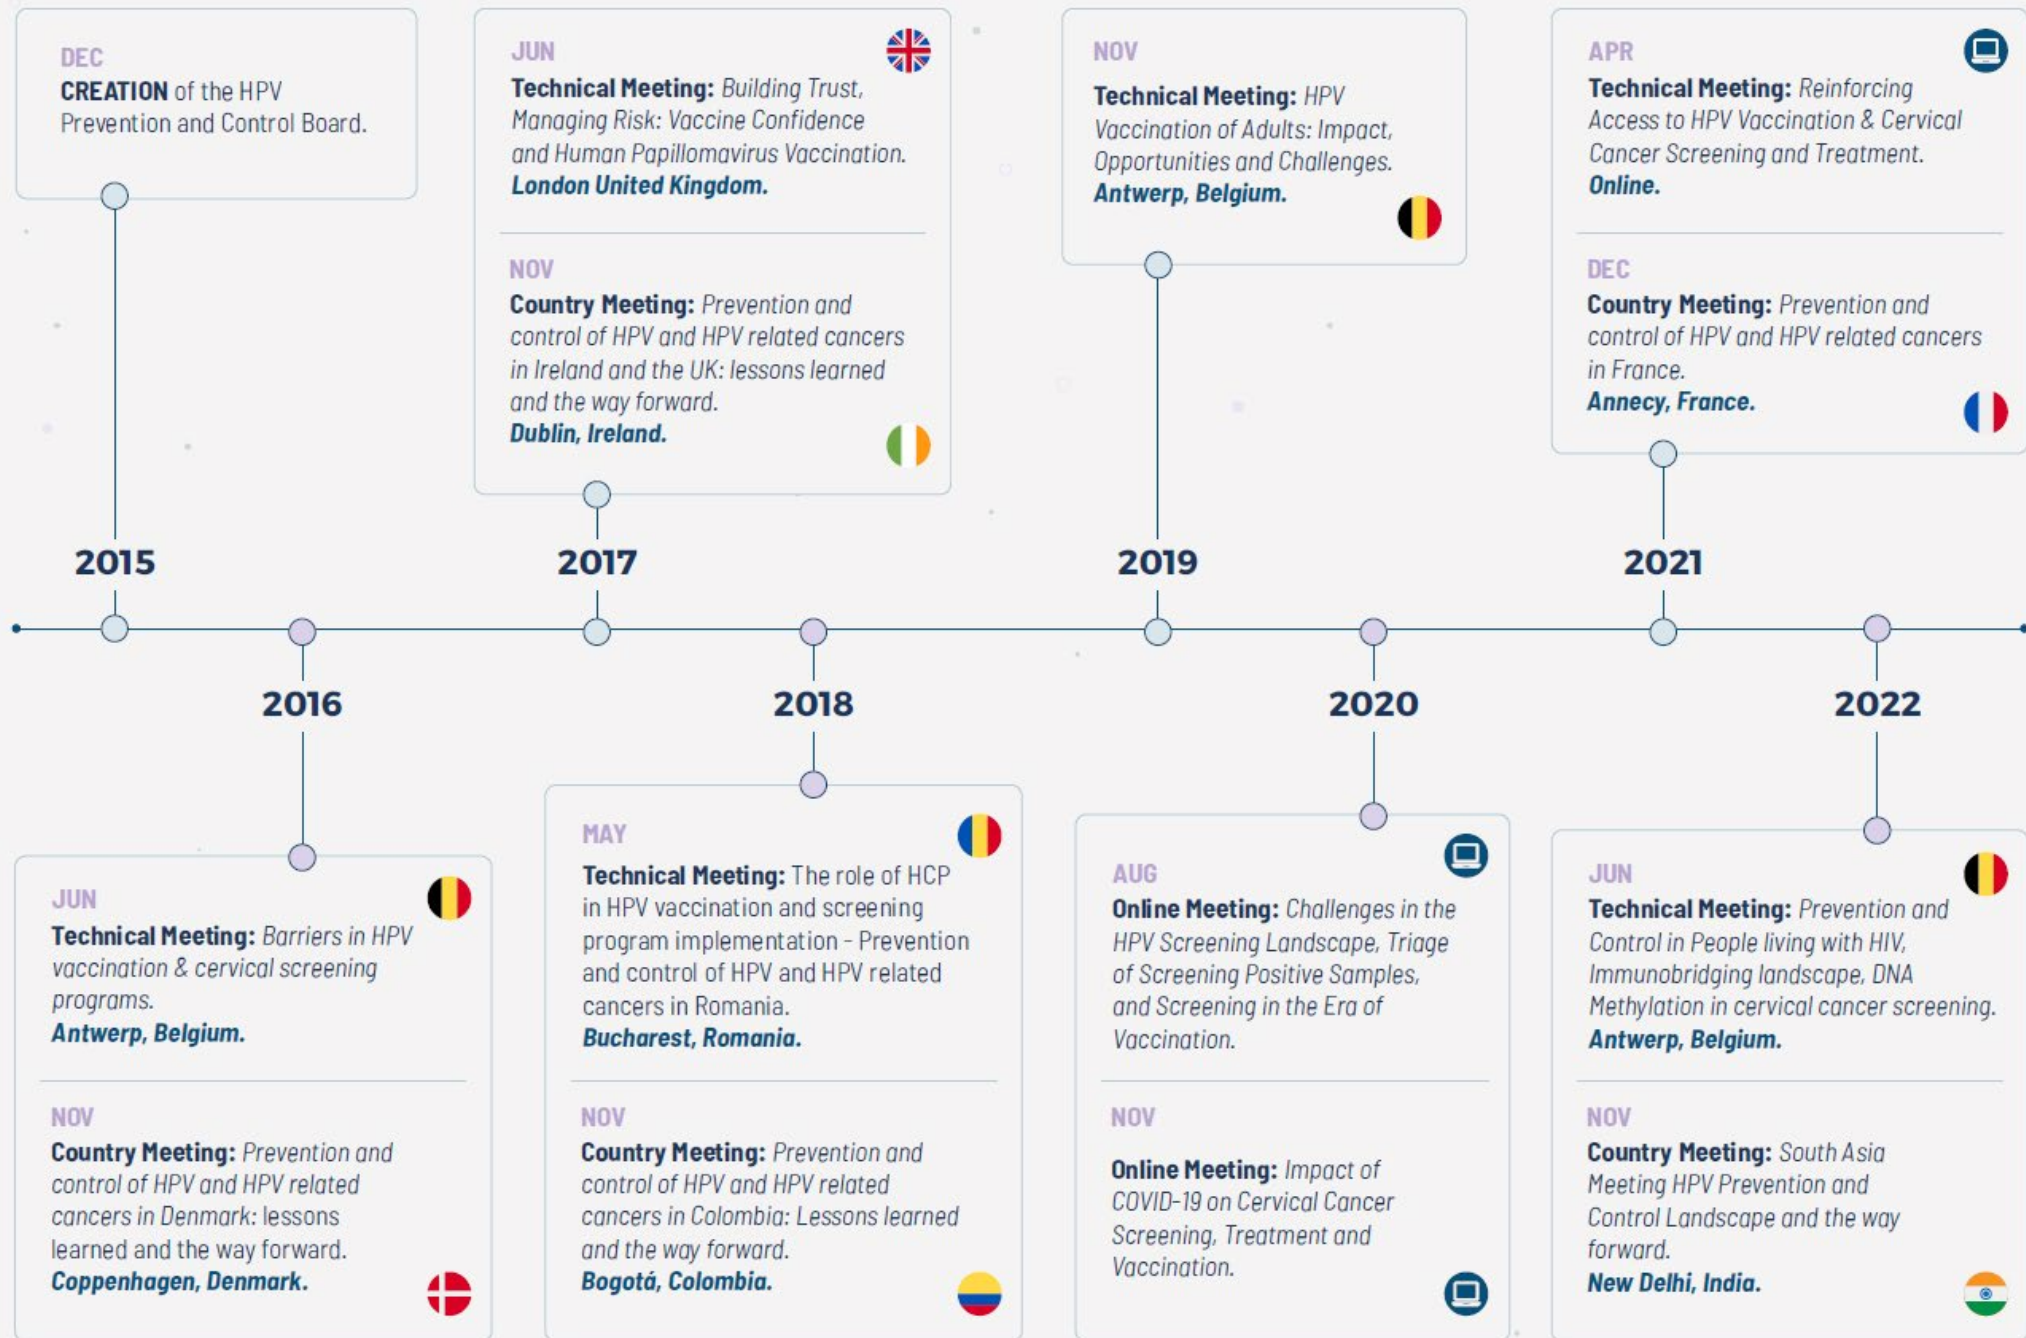 DEC
CREATION of the HPV
Prevention and Control Board.
2015
JUN
Technical Meeting: Barriers in HPV
vaccination & cervical screening
programs.
Antwerp, Belgium.
NOV
Country Meeting: Prevention and
control of HPV and HPV related
cancers in Denmark: lessons
learned and the way forward.
Coppenhagen, Denmark.
2016
JUN
Technical Meeting: Building Trust,
Managing Risk: Vaccine Confidence
and Human Papillomavirus Vaccination.
London United Kingdom.
NOV
Country Meeting: Prevention and
control of HPV and HPV related cancers
in Ireland and the UK: lessons learned
and the way forward.
Dublin, Ireland.
2017
2018
MAY
Technical Meeting: The role of HCP
in HPV vaccination and screening
program implementation - Prevention
and control of HPV and HPV related
cancers in Romania.
Bucharest, Romania.
NOV
Country Meeting: Prevention and
control of HPV and HPV related
cancers in Colombia: Lessons learned
and the way forward.
Bogotá, Colombia.
NOV
Technical Meeting: HPV
Vaccination of Adults: Impact,
Opportunities and Challenges.
Antwerp, Belgium.
2019
2020
AUG
Online Meeting: Challenges in the
HPV Screening Landscape, Triage
of Screening Positive Samples,
and Screening in the Era of
Vaccination.
NOV
Online Meeting: Impact of
COVID-19 on Cervical Cancer
Screening, Treatment and
Vaccination.
APR
Technical Meeting: Reinforcing
Access to HPV Vaccination & Cervical
Cancer Screening and Treatment.
Online.
DEC
Country Meeting: Prevention and
control of HPV and HPV related cancers
in France.
Annecy, France.
2021
2022
JUN
Technical Meeting: Prevention and
Control in People living with HIV,
Immunobridging landscape, DNA
Methylation in cervical cancer screening.
Antwerp, Belgium.
NOV
Country Meeting: South Asia
Meeting HPV Prevention and
Control Landscape and the way
forward.
New Delhi, India.